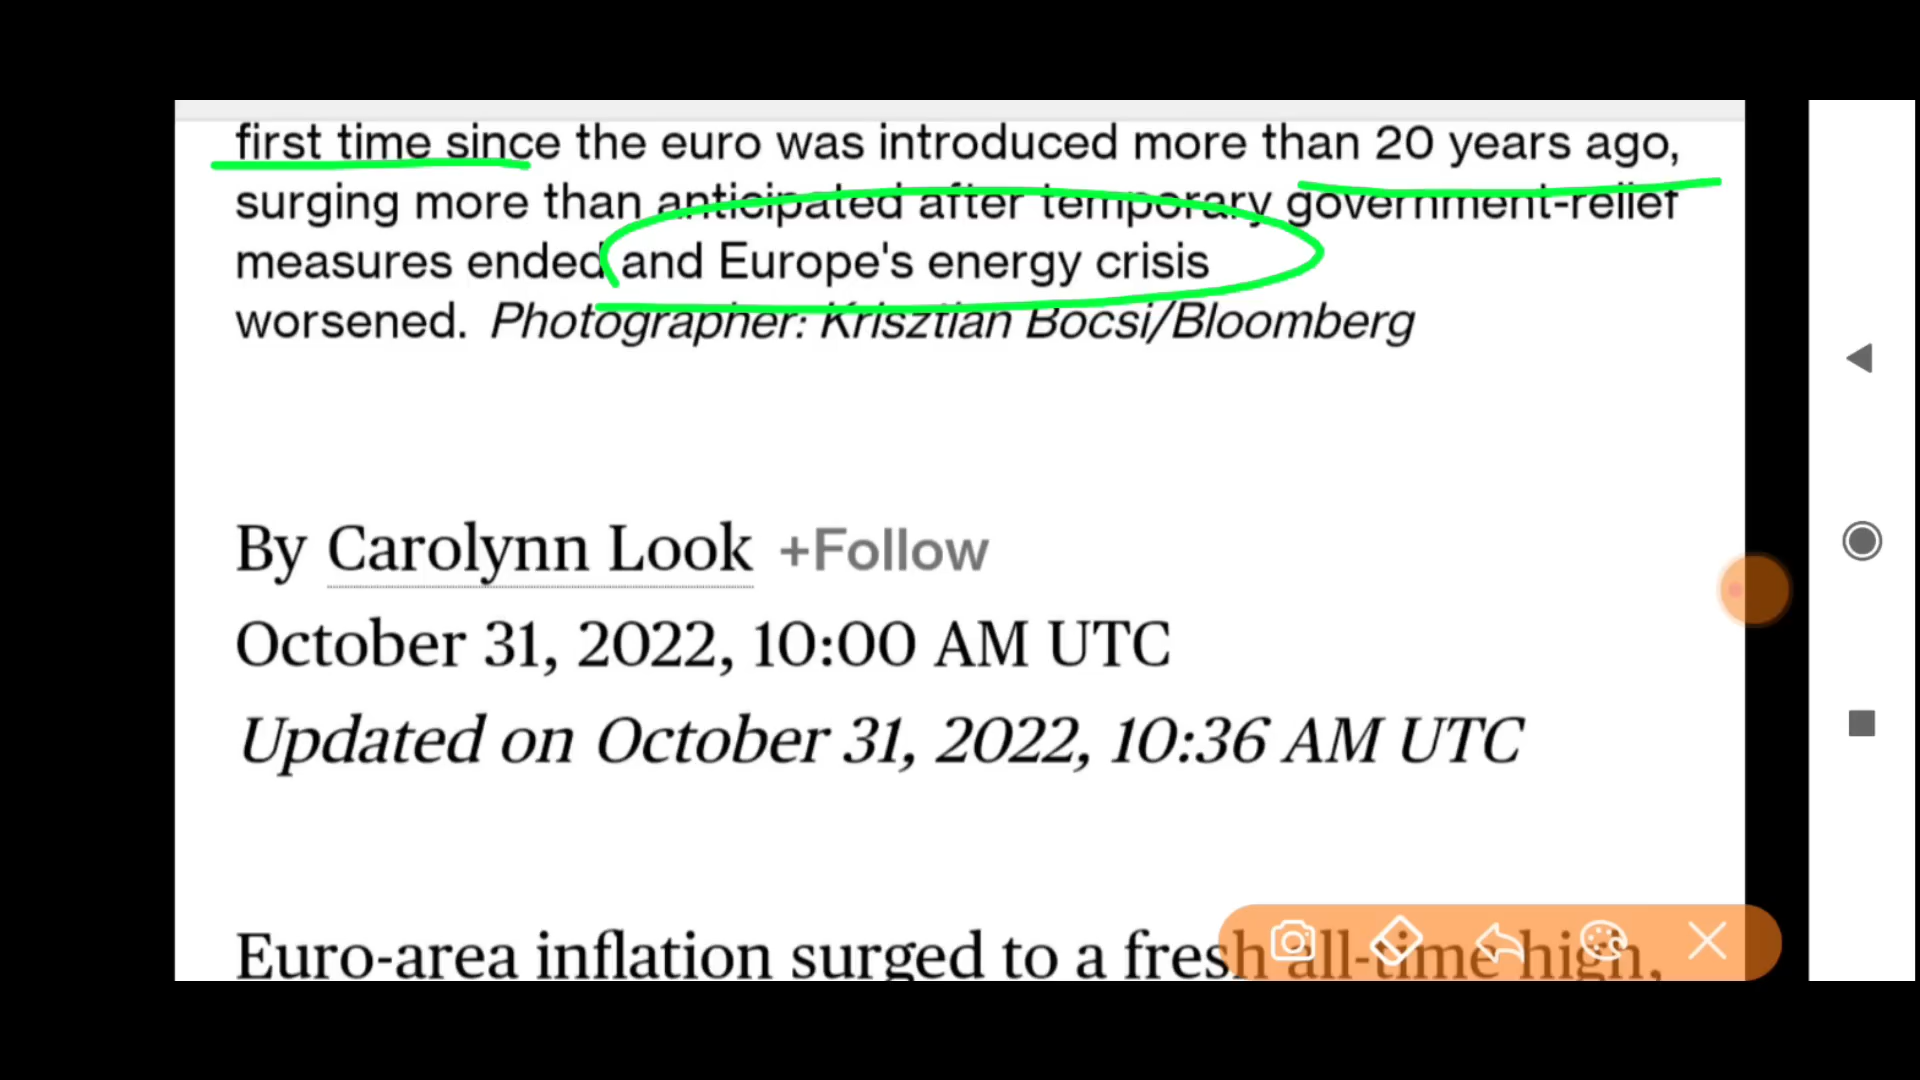 first time since the euro was introduced more than 20 years ago,
surging more than anticipated after temporary government-relief
measures ended and Europe's energy crisis
worsened. Photographer: Krisztian Bocsi/Bloomberg
By Carolynn Look +Follow
October 31, 2022, 10:00 AM UTC
Updated on October 31, 2022, 10:36 AM UTC
Euro-area inflation surged to a fresh all-time high,